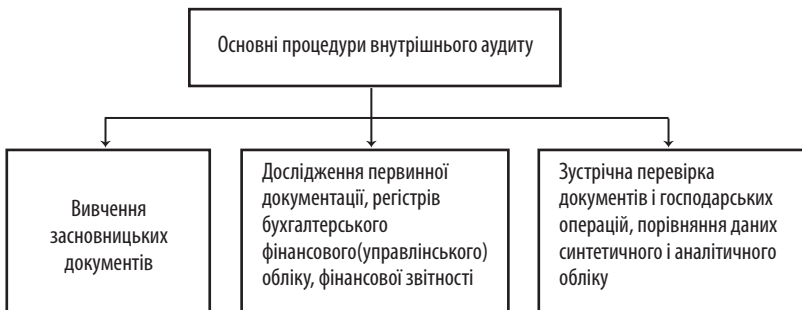 Основні процедури внутрішнього аудиту
Вивчення
засновницьких
документів
Дослідження первинної
документації, регістрів
бухгалтерського
фінансового(управлінського)
обліку, фінансової звітності
Зустрічна перевірка
документів і господарських
операцій, порівняння даних
синтетичного і аналітичного
обліку